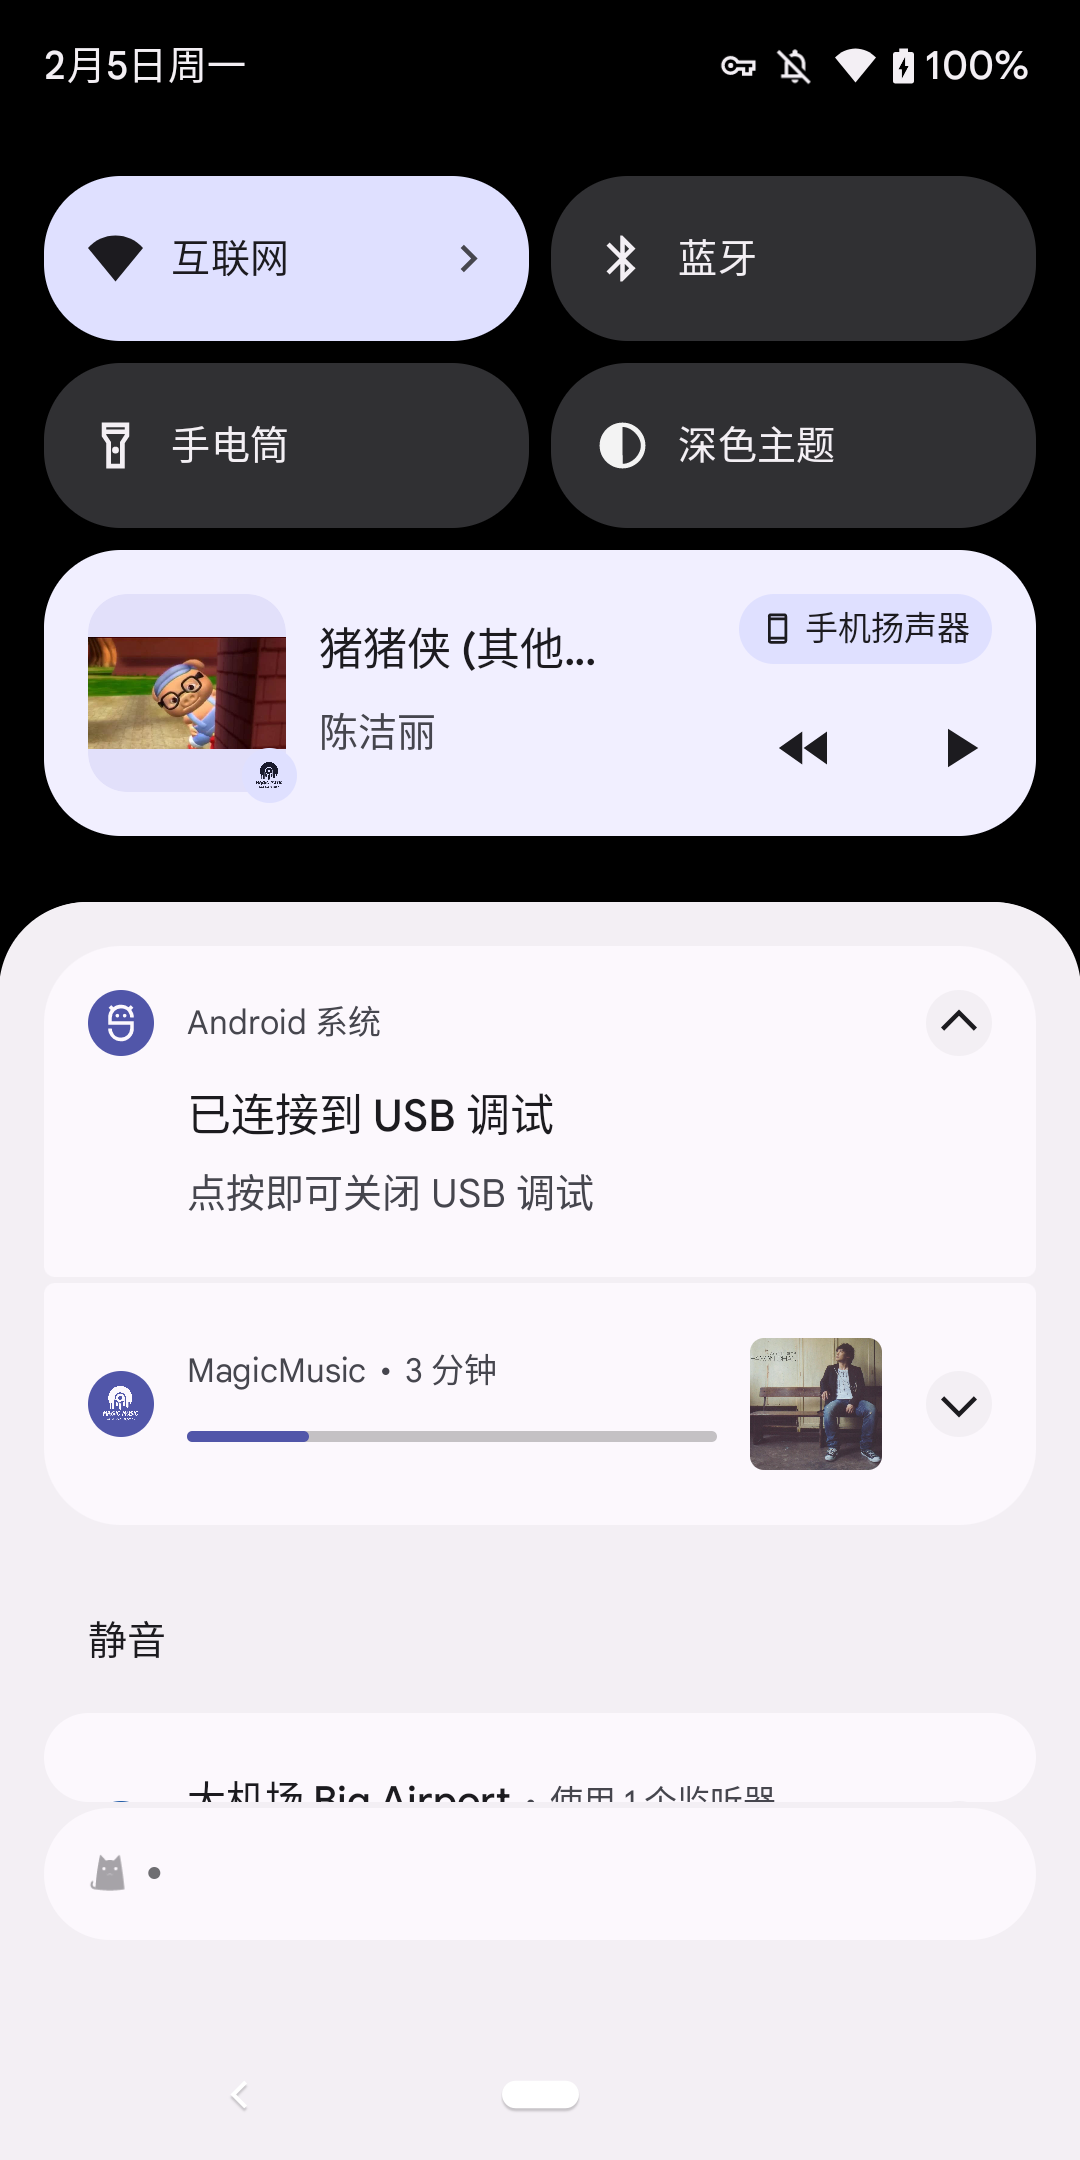 2月5日周一
100%
互联网
蓝牙
手电筒
深色主题
猪猪侠 (其他...
手机扬声器
陈洁丽
Android 系统
已连接到 USB 调试
点按即可关闭 USB 调试
MagicMusic • 3 分钟
静音
大机场 Big Airport • 使用 1 个监听器